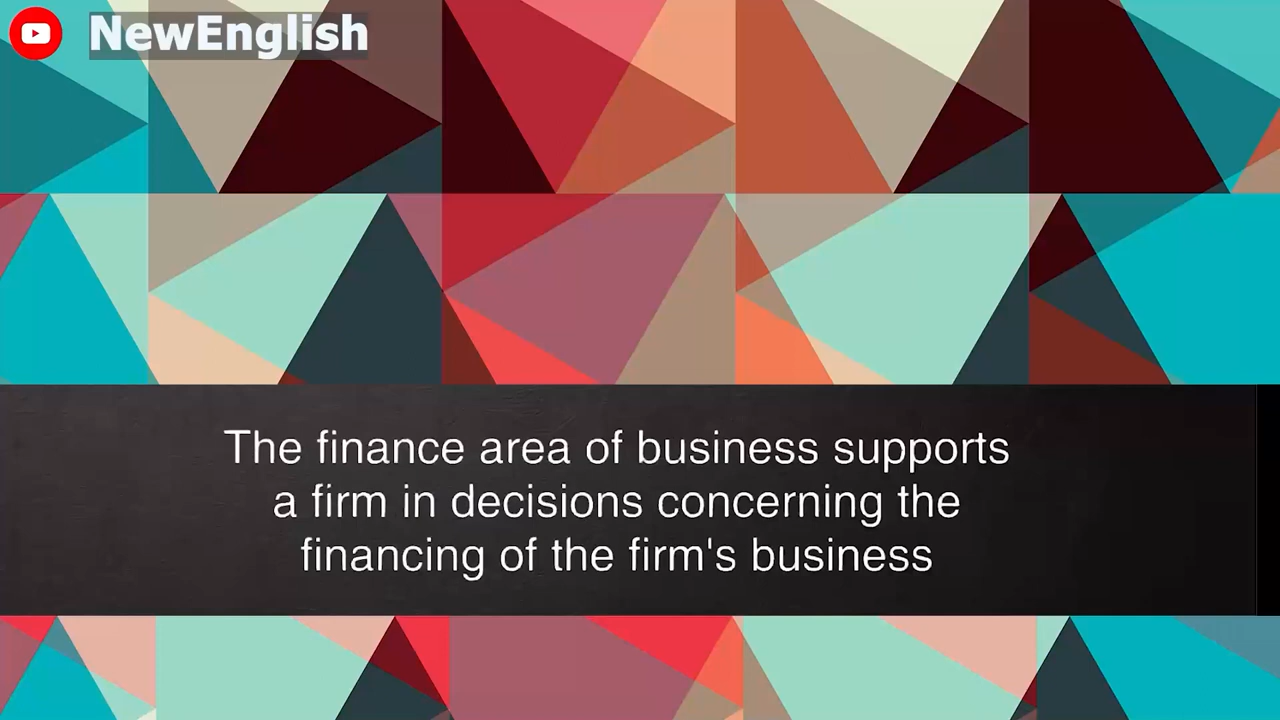 NewEnglish
The finance area of business supports
a firm in decisions concerning the
financing of the firm's business